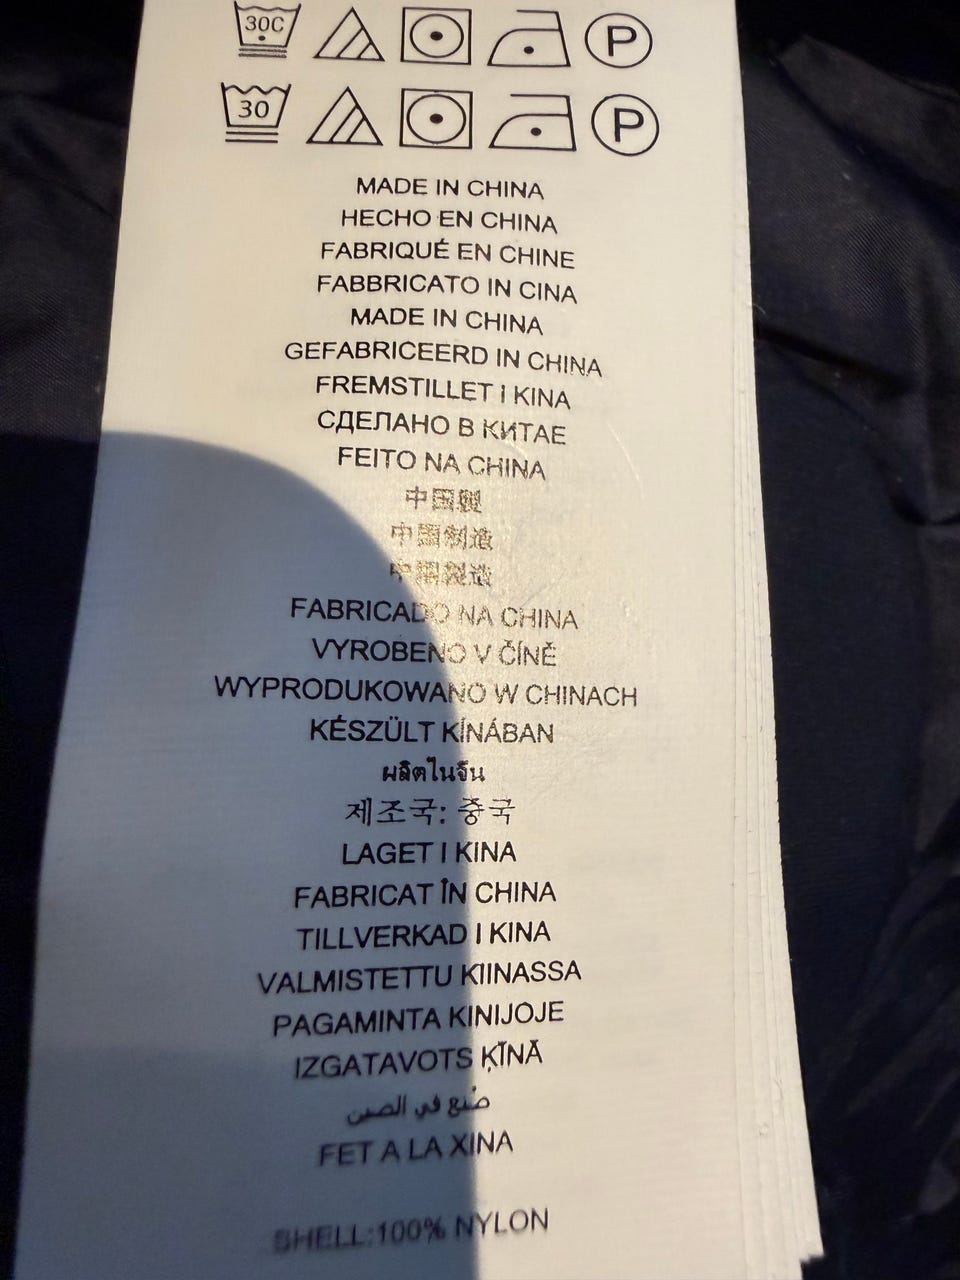 30C P
30 P
MADE IN CHINA
HECHO EN CHINA
FABRIQUÉ EN CHINE
FABBRICATO IN CINA
MADE IN CHINA
GEFABRICEERD IN CHINA
FREMSTILLET I KINA
СДЕЛАНО В КИТАЕ
FEITO NA CHINA
中国製
中国制造
中國製造
FABRICADO NA CHINA
VYROBENO V ČÍNĚ
WYPRODUKOWANO W CHINACH
KÉSZÜLT KÍNÁBAN
ผลิตในจีน
제조국: 중국
LAGET I KINA
FABRICAT ÎN CHINA
TILLVERKAD I KINA
VALMISTETTU KIINASSA
PAGAMINTA KINIJOJE
IZGATAVOTS ĶĪNĀ
صُنع في الصين
FET A LA XINA
SHELL:100% NYLON